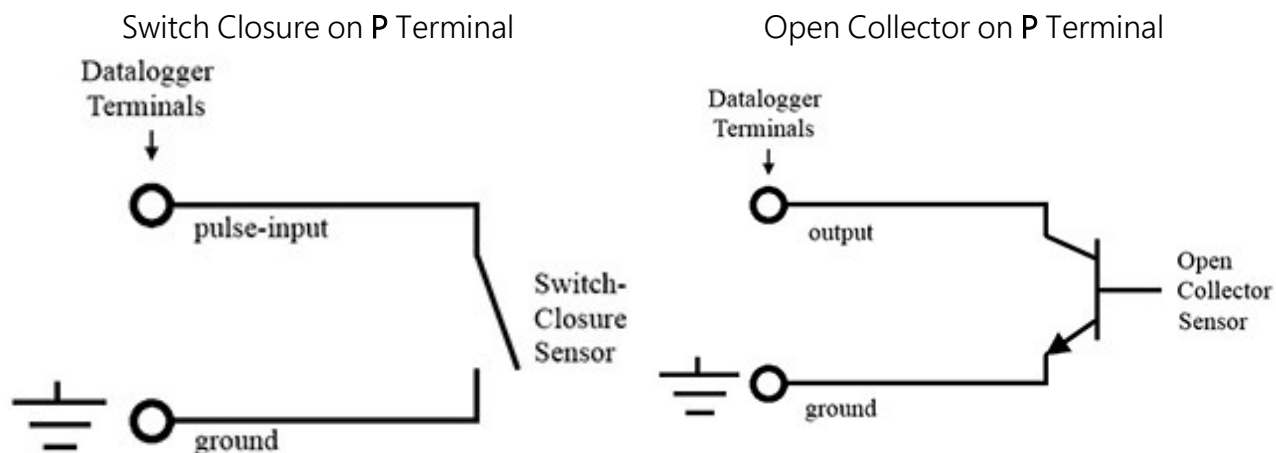 Switch Closure on P Terminal
Datalogger
Terminals
pulse-input
Switch-
Closure
Sensor
ground
Open Collector on P Terminal
Datalogger
Terminals
output
Open
Collector
Sensor
ground